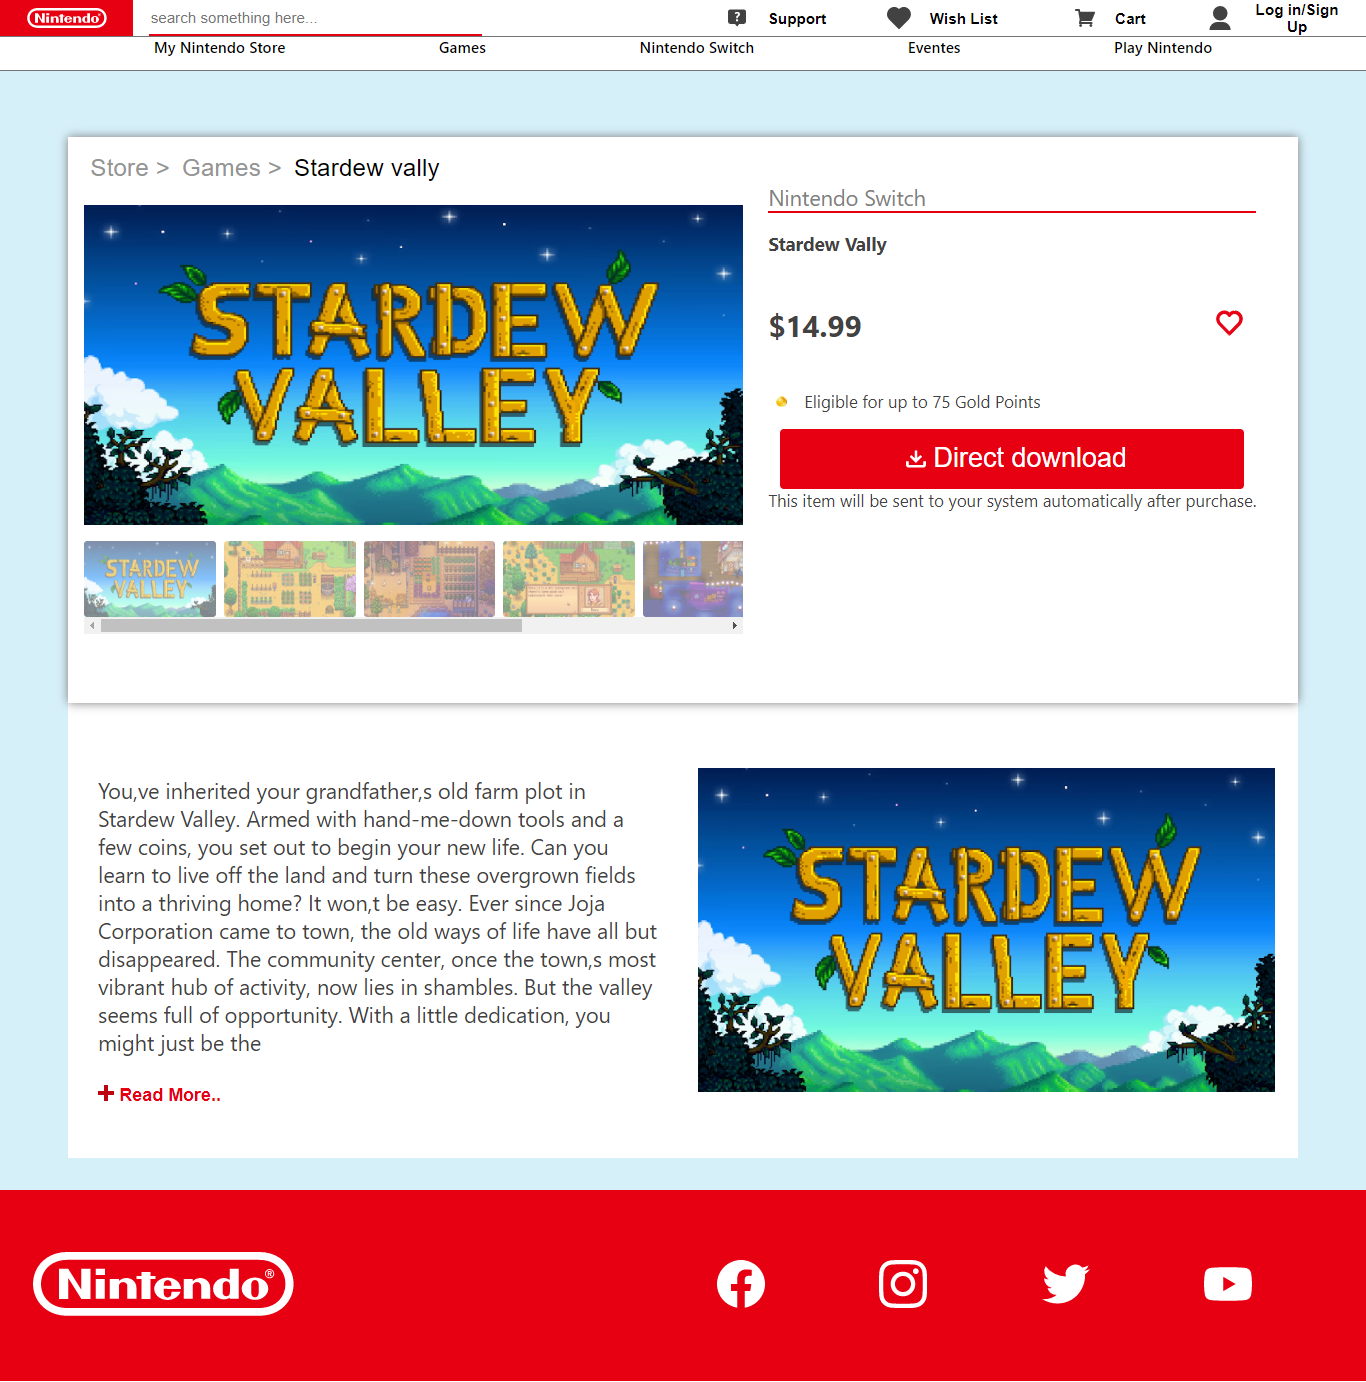 Nintendo
search something here...
Support
Wish List
Cart
Log in/Sign
Up
My Nintendo Store
Games
Nintendo Switch
Eventes
Play Nintendo
Store > Games > Stardew vally
STARDEW
VALLEY
STARDEW
VALLEY
Nintendo Switch
Stardew Vally
$14.99
Eligible for up to 75 Gold Points
Direct download
This item will be sent to your system automatically after purchase.
You,ve inherited your grandfather,s old farm plot in
Stardew Valley. Armed with hand-me-down tools and a
few coins, you set out to begin your new life. Can you
learn to live off the land and turn these overgrown fields
into a thriving home? It won,t be easy. Ever since Joja
Corporation came to town, the old ways of life have all but
disappeared. The community center, once the town,s most
vibrant hub of activity, now lies in shambles. But the valley
seems full of opportunity. With a little dedication, you
might just be the
Read More..
STARDEW
VALLEY
Nintendo®